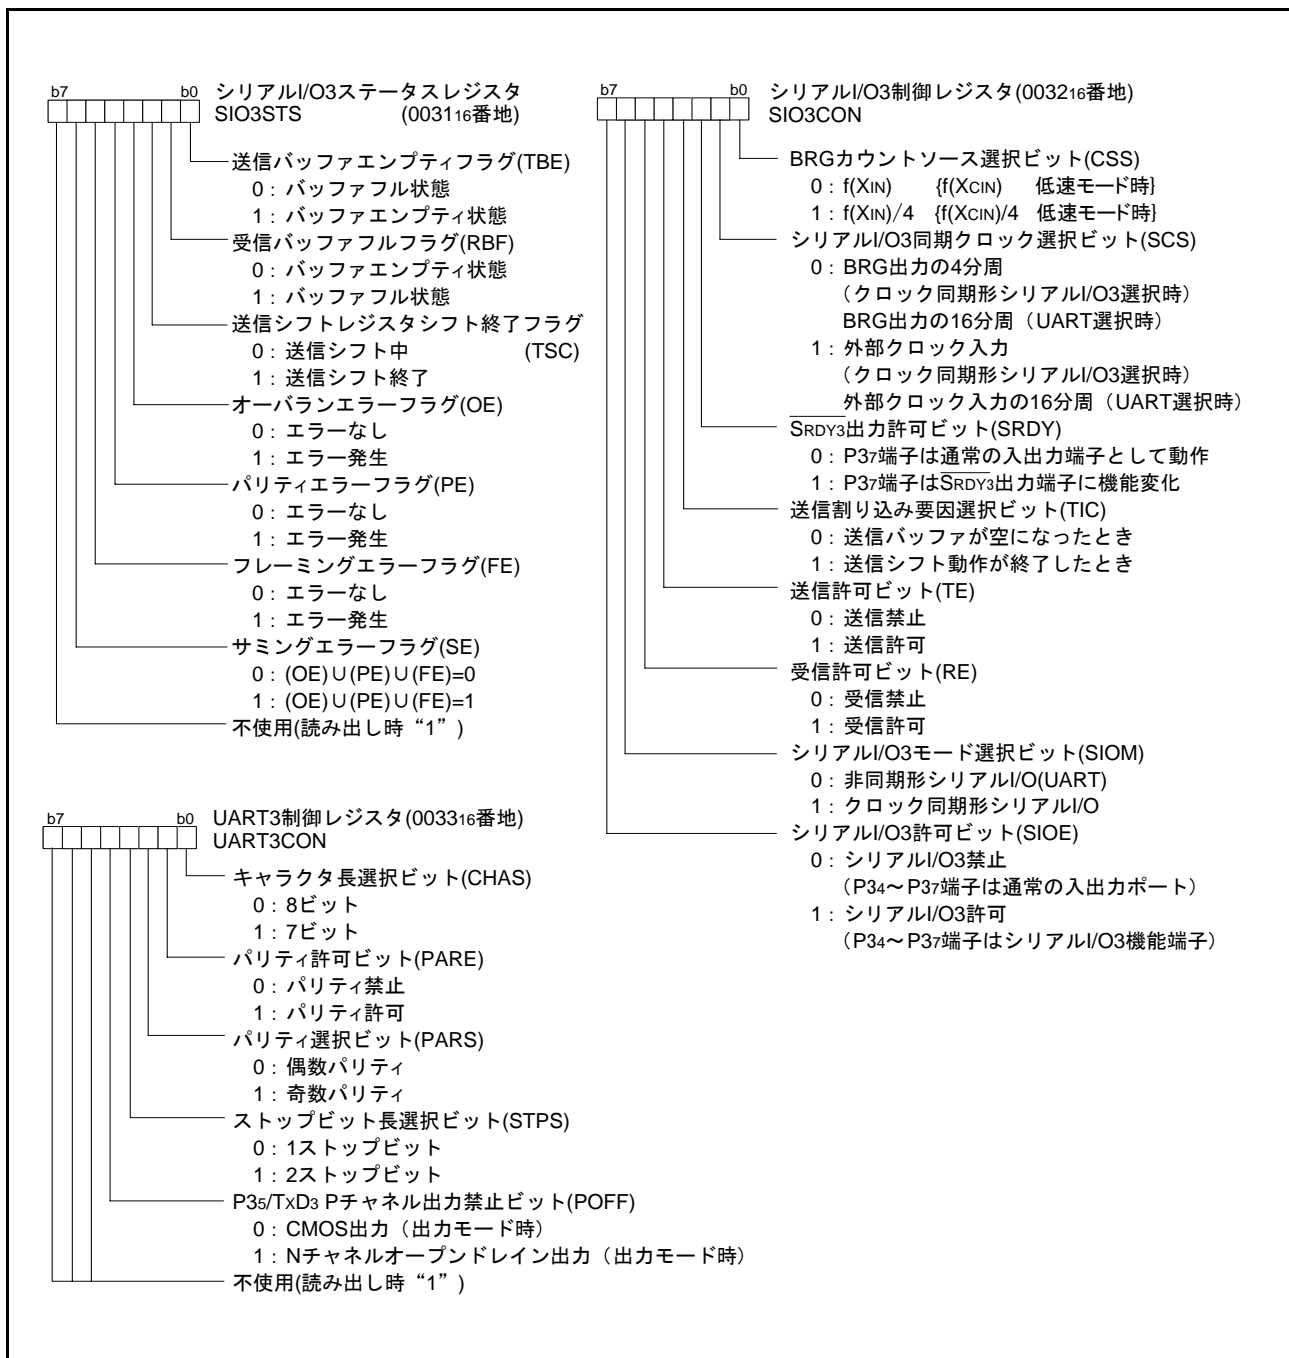 b7 b0 シリアルI/O3ステータスレジスタ
SIO3STS (003116番地)
送信バッファエンプティフラグ(TBE)
0：バッファフル状態
1：バッファエンプティ状態
受信バッファフルフラグ(RBF)
0：バッファエンプティ状態
1：バッファフル状態
送信シフトレジスタシフト終了フラグ
0：送信シフト中 (TSC)
1：送信シフト終了
オーバランエラーフラグ(OE)
0：エラーなし
1：エラー発生
パリティエラーフラグ(PE)
0：エラーなし
1：エラー発生
フレーミングエラーフラグ(FE)
0：エラーなし
1：エラー発生
サミングエラーフラグ(SE)
0：(OE)∪(PE)∪(FE)=0
1：(OE)∪(PE)∪(FE)=1
不使用(読み出し時“1”)
b7 b0 UART3制御レジスタ(003316番地)
UART3CON
キャラクタ長選択ビット(CHAS)
0：8ビット
1：7ビット
パリティ許可ビット(PARE)
0：パリティ禁止
1：パリティ許可
パリティ選択ビット(PARS)
0：偶数パリティ
1：奇数パリティ
ストップビット長選択ビット(STPS)
0：1ストップビット
1：2ストップビット
P35/TXD3 Pチャネル出力禁止ビット(POFF)
0：CMOS出力（出力モード時）
1：Nチャネルオープンドレイン出力（出力モード時）
不使用(読み出し時“1”)
b7 b0 シリアルI/O3制御レジスタ(003216番地)
SIO3CON
BRGカウントソース選択ビット(CSS)
0：f(XIN) {f(XCIN) 低速モード時}
1：f(XIN)/4 {f(XCIN)/4 低速モード時}
シリアルI/O3同期クロック選択ビット(SCS)
0：BRG出力の4分周
（クロック同期形シリアルI/O3選択時）
BRG出力の16分周（UART選択時）
1：外部クロック入力
（クロック同期形シリアルI/O3選択時）
外部クロック入力の16分周（UART選択時）
SRDY3出力許可ビット(SRDY)
0：P37端子は通常の入出力端子として動作
1：P37端子はSRDY3出力端子に機能変化
送信割り込み要因選択ビット(TIC)
0：送信バッファが空になったとき
1：送信シフト動作が終了したとき
送信許可ビット(TE)
0：送信禁止
1：送信許可
受信許可ビット(RE)
0：受信禁止
1：受信許可
シリアルI/O3モード選択ビット(SIOM)
0：非同期形シリアルI/O(UART)
1：クロック同期形シリアルI/O
シリアルI/O3許可ビット(SIOE)
0：シリアルI/O3禁止
（P34～P37端子は通常の入出力ポート）
1：シリアルI/O3許可
（P34～P37端子はシリアルI/O3機能端子）